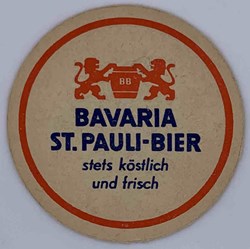 BB
BAVARIA
ST. PAULI-BIER
stets köstlich
und frisch